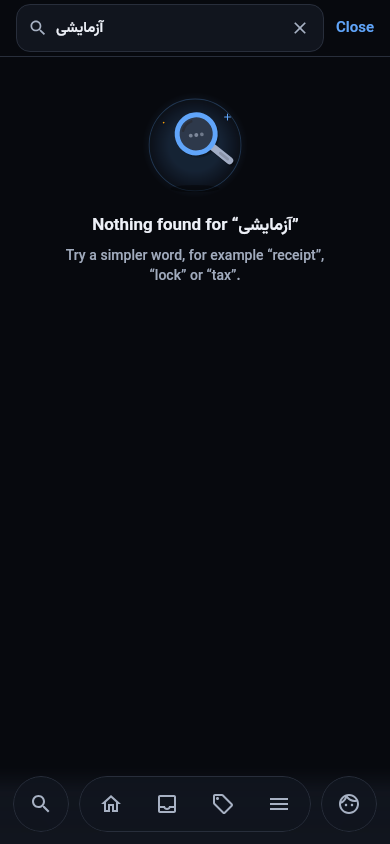 آزمایشی
Close
Nothing found for “آزمایشی”
Try a simpler word, for example “receipt”,
“lock” or “tax”.